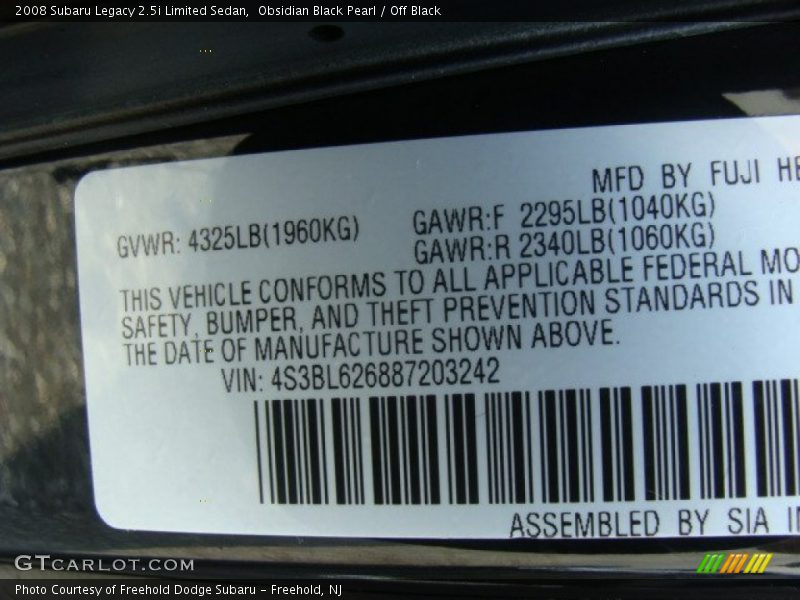 2008 Subaru Legacy 2.5i Limited Sedan,  Obsidian Black Pearl / Off Black
MFD BY FUJI HE
GVWR: 4325LB(1960KG)
GAWR:F 2295LB(1040KG)
GAWR:R 2340LB(1060KG)
THIS VEHICLE CONFORMS TO ALL APPLICABLE FEDERAL MO
SAFETY, BUMPER, AND THEFT PREVENTION STANDARDS IN
THE DATE OF MANUFACTURE SHOWN ABOVE.
VIN: 4S3BL626887203242
ASSEMBLED BY SIA IN
GTCARLOT.COM
Photo Courtesy of Freehold Dodge Subaru - Freehold, NJ